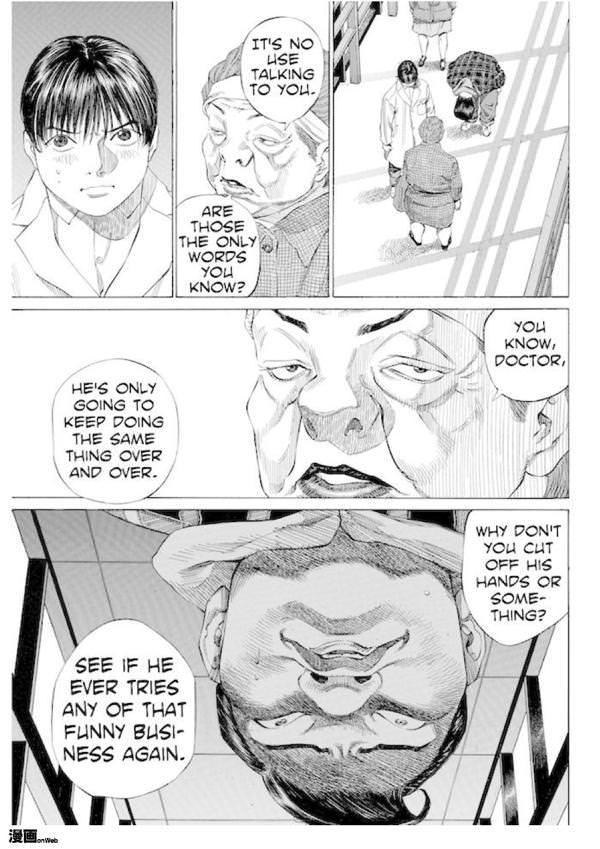 IT'S NO
USE
TALKING
TO YOU.
ARE
THOSE
THE ONLY
WORDS
YOU
KNOW?
YOU
KNOW,
DOCTOR,
HE'S ONLY
GOING TO
KEEP DOING
THE SAME
THING OVER
AND OVER.
WHY DON'T
YOU CUT
OFF HIS
HANDS OR
SOME-
THING?
SEE IF HE
EVER TRIES
ANY OF THAT
FUNNY BUSI-
NESS AGAIN.
漫画onWeb